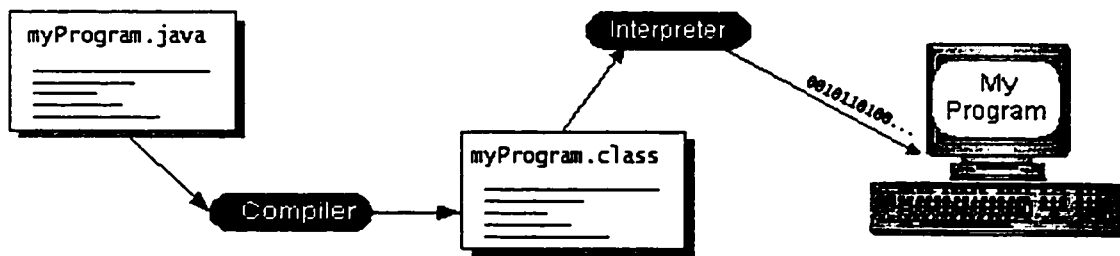 myProgram.java
Compiler
myProgram.class
Interpreter
0010110100...
My
Program